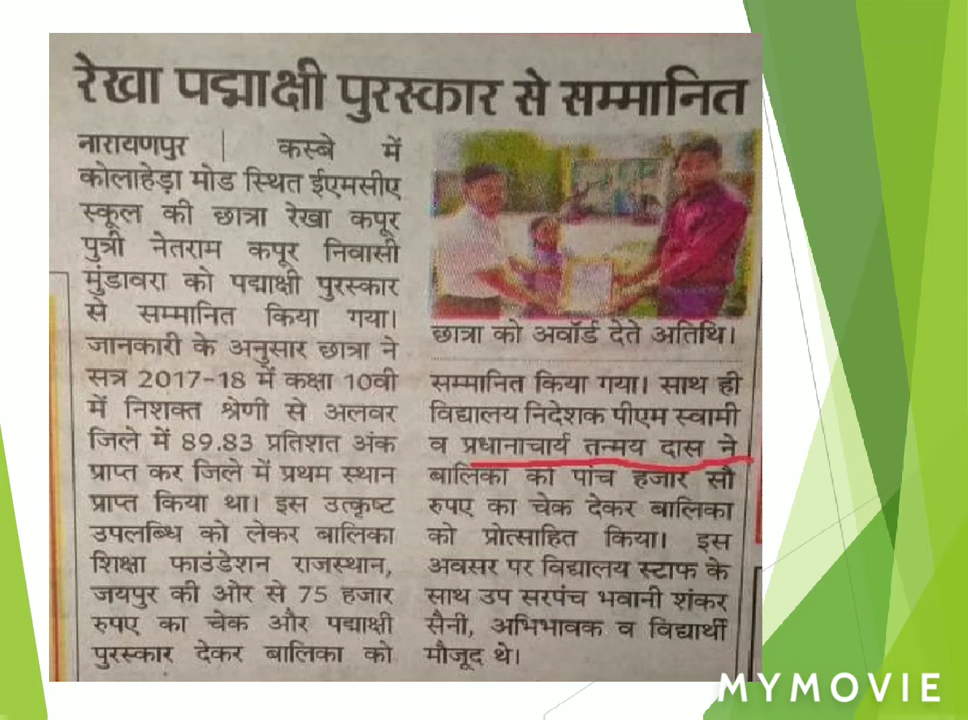 रेखा पद्माक्षी पुरस्कार से सम्मानित
नारायणपुर | कस्बे में
कोलाहेड़ा मोड स्थित ईएमसीए
स्कूल की छात्रा रेखा कपूर
पुत्री नेतराम कपूर निवासी
मुंडावरा को पद्माक्षी पुरस्कार
से सम्मानित किया गया।
जानकारी के अनुसार छात्रा ने
सत्र 2017-18 में कक्षा 10वी
में निशक्त श्रेणी से अलवर
जिले में 89.83 प्रतिशत अंक
प्राप्त कर जिले में प्रथम स्थान
प्राप्त किया था। इस उत्कृष्ट
उपलब्धि को लेकर बालिका
शिक्षा फाउंडेशन राजस्थान,
जयपुर की ओर से 75 हजार
रुपए का चेक और पद्माक्षी
पुरस्कार देकर बालिका को
छात्रा को अवॉर्ड देते अतिथि।
सम्मानित किया गया। साथ ही
विद्यालय निदेशक पीएम स्वामी
व प्रधानाचार्य तन्मय दास ने
बालिका को पांच हजार सौ
रुपए का चेक देकर बालिका
को प्रोत्साहित किया। इस
अवसर पर विद्यालय स्टाफ के
साथ उप सरपंच भवानी शंकर
सैनी, अभिभावक व विद्यार्थी
मौजूद थे।
MYMOVIE